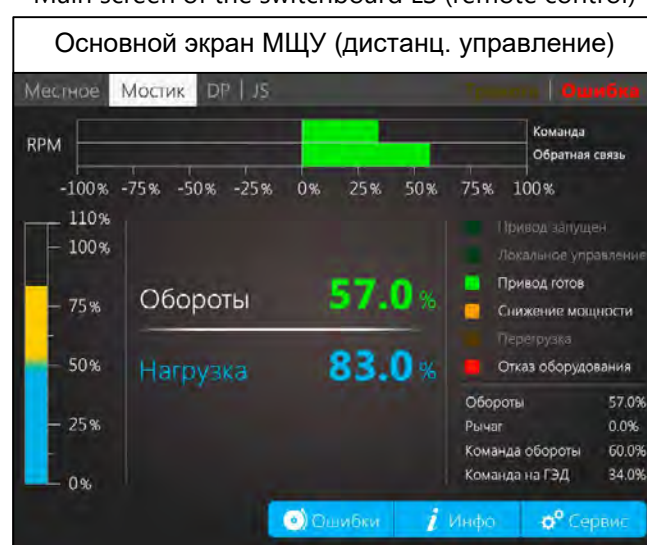 Main screen of the switchboard LS (remote control)
Основной экран МЩУ (дистанц. управление)
Местное Мостик DP | JS Ошибка
RPM
Команда
Обратная связь
-100% -75% -50% -25% 0% 25% 50% 75% 100%
110%
100%
75%
50%
25%
0%
Обороты 57.0 %
Нагрузка 83.0 %
Привод запущен
Локальное управление
Привод готов
Снижение мощности
Перегрузка
Отказ оборудования
Обороты 57.0%
Рычаг 0.0%
Команда обороты 60.0%
Команда на ГЭД 34.0%
Ошибки Инфо Сервис